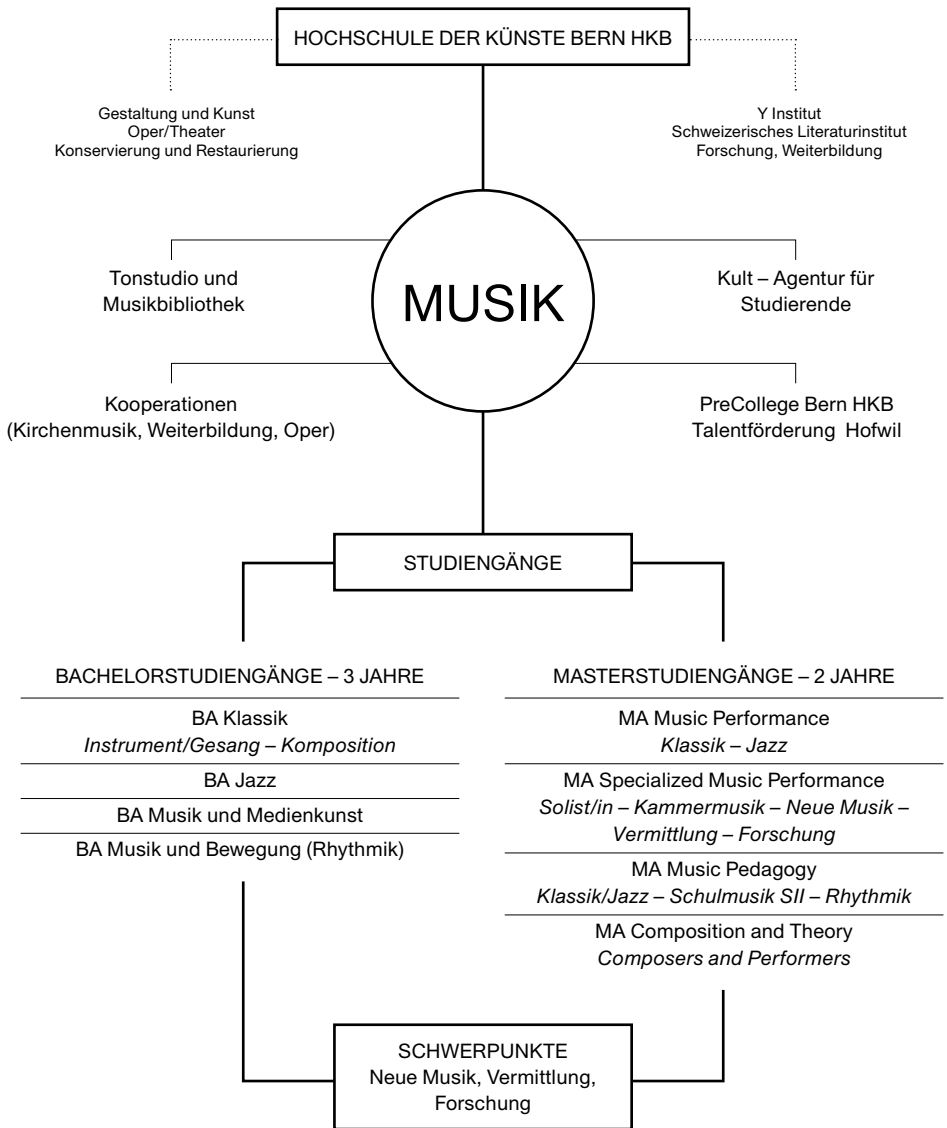 HOCHSCHULE DER KÜNSTE BERN HKB
Gestaltung und Kunst
Oper/Theater
Konservierung und Restaurierung
Y Institut
Schweizerisches Literaturinstitut
Forschung, Weiterbildung
MUSIK
Tonstudio und
Musikbibliothek
Kult – Agentur für
Studierende
Kooperationen
(Kirchenmusik, Weiterbildung, Oper)
PreCollege Bern HKB
Talentförderung Hofwil
STUDIENGÄNGE
BACHELORSTUDIENGÄNGE – 3 JAHRE
BA Klassik
Instrument/Gesang – Komposition
BA Jazz
BA Musik und Medienkunst
BA Musik und Bewegung (Rhythmik)
MASTERSTUDIENGÄNGE – 2 JAHRE
MA Music Performance
Klassik – Jazz
MA Specialized Music Performance
Solist/in – Kammermusik – Neue Musik –
Vermittlung – Forschung
MA Music Pedagogy
Klassik/Jazz – Schulmusik SII – Rhythmik
MA Composition and Theory
Composers and Performers
SCHWERPUNKTE
Neue Musik, Vermittlung,
Forschung